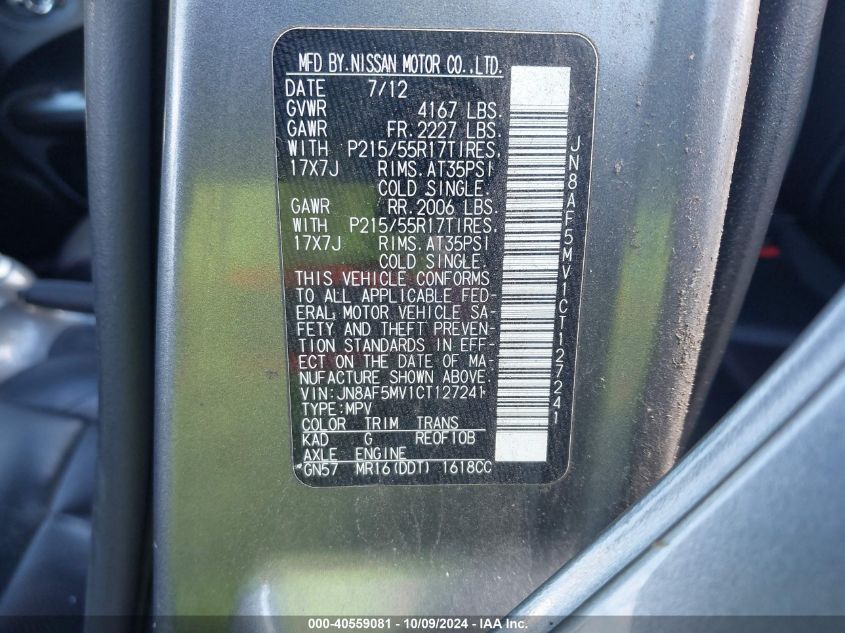 MFD BY.NISSAN MOTOR CO.,LTD.
DATE 7/12
GVWR 4167 LBS.
GAWR FR. 2227 LBS.
WITH P215/55R17TIRES.
17X7J RIMS. AT35PSI
COLD SINGLE.
GAWR RR. 2006 LBS.
WITH P215/55R17TIRES.
17X7J RIMS. AT35PSI
COLD SINGLE.
THIS VEHICLE CONFORMS
TO ALL APPLICABLE FED-
ERAL MOTOR VEHICLE SA-
FETY AND THEFT PREVEN-
TION STANDARDS IN EFF-
ECT ON THE DATE OF MA-
NUFACTURE SHOWN ABOVE.
VIN: JN8AF5MV1CT127241
TYPE: MPV
COLOR TRIM TRANS
KAD G RE0F10B
AXLE ENGINE
GN57 MR16(DDT) 1618CC
JN8AF5MV1CT127241
000-40559081 - 10/09/2024 - IAA Inc.